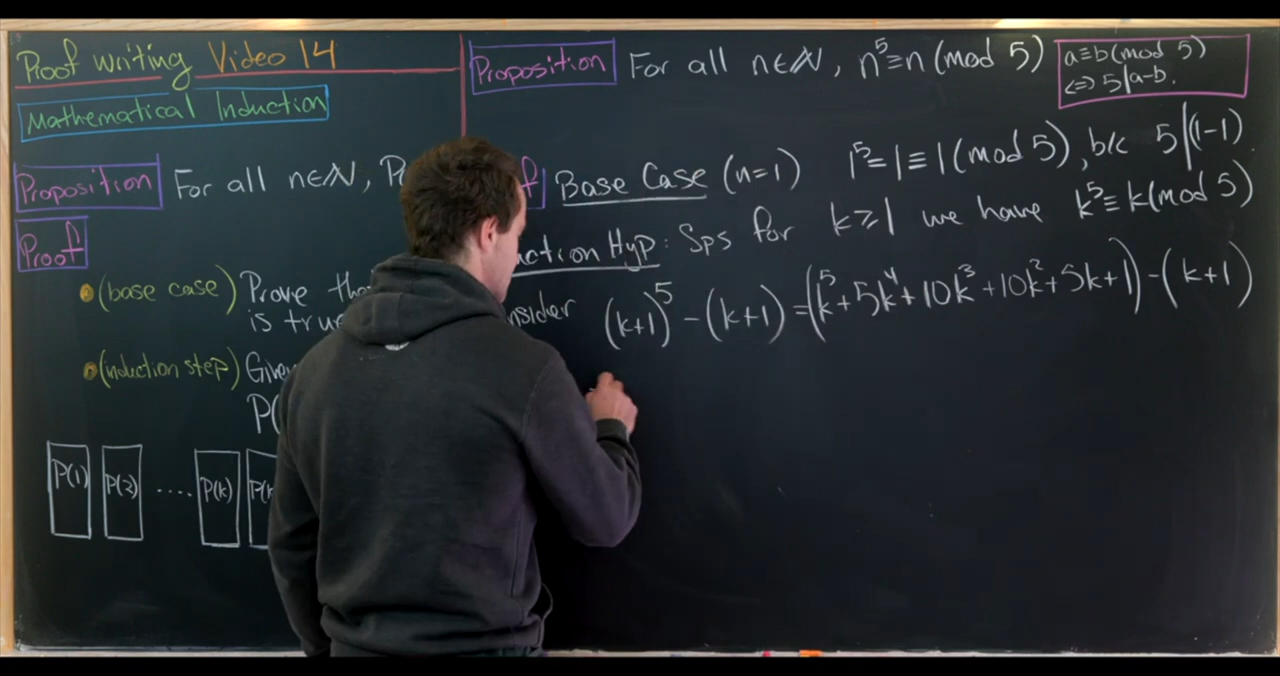 Proof writing Video 14
Mathematical Induction
Proposition For all n∈ℕ, P
Proof
(base case) Prove tha
is true
(induction step) Give
P(
P(1) P(2) .... P(k) P(k
Proposition For all n∈ℕ, n⁵≡n (mod 5)
a≡b (mod 5)
<=> 5|a-b.
f Base Case (n=1) 1⁵=1≡1 (mod 5), b/c 5|(1-1)
uction Hyp: Sps for k≥1 we have k⁵≡k (mod 5)
nsider (k+1)⁵-(k+1)=(k⁵+5k⁴+10k³+10k²+5k+1)-(k+1)